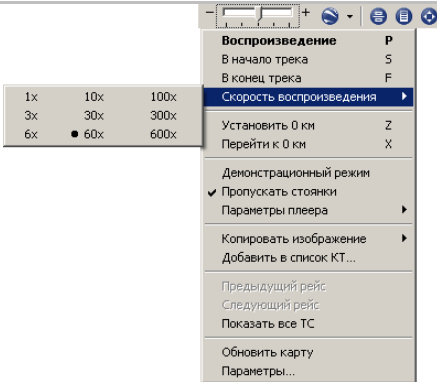 Воспроизведение P
В начало трека S
В конец трека F
Скорость воспроизведения
1x 10x 100x
3x 30x 300x
6x 60x 600x
Установить 0 км Z
Перейти к 0 км X
Демонстрационный режим
Пропускать стоянки
Параметры плеера
Копировать изображение
Добавить в список КТ...
Предыдущий рейс
Следующий рейс
Показать все ТС
Обновить карту
Параметры...